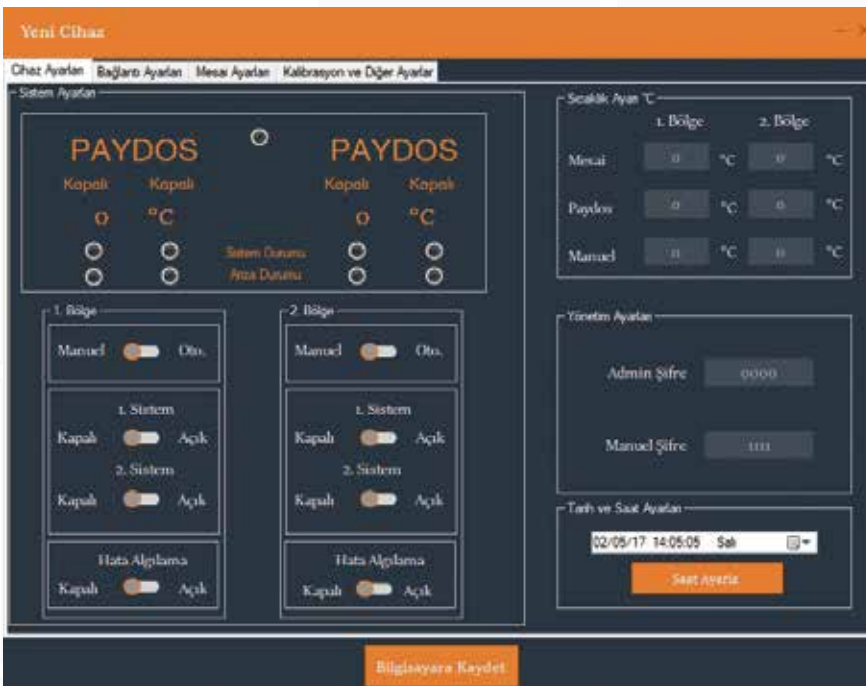 Yeni Cihaz
Cihaz Ayarları Bağlantı Ayarları Mesai Ayarları Kalibrasyon ve Diğer Ayarlar
Sistem Ayarları
PAYDOS PAYDOS
Kapalı Kapalı Kapalı Kapalı
0 °C 0 °C
Sistem Durumu
Arıza Durumu
1. Bölge
Manuel Oto.
1. Sistem
Kapalı Açık
2. Sistem
Kapalı Açık
Hata Algılama
Kapalı Açık
2. Bölge
Manuel Oto.
1. Sistem
Kapalı Açık
2. Sistem
Kapalı Açık
Hata Algılama
Kapalı Açık
Sıcaklık Ayarı °C
1. Bölge 2. Bölge
Mesai 0 °C 0 °C
Paydos 0 °C 0 °C
Manuel 0 °C 0 °C
Yönetim Ayarları
Admin Şifre 0000
Manuel Şifre 1111
Tarih ve Saat Ayarları
02/05/17 14:05:05 Salı
Saat Ayarla
Bilgisayara Kaydet